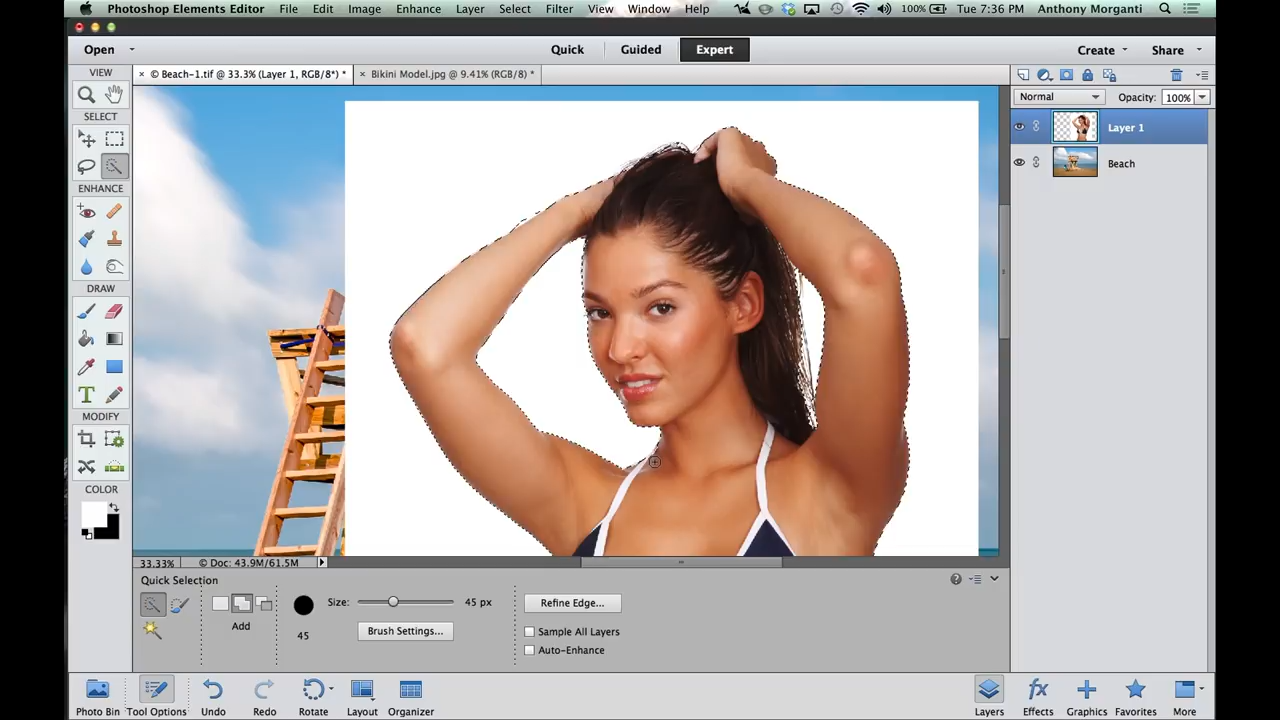 Photoshop Elements Editor File Edit Image Enhance Layer Select Filter View Window Help 100% Tue 7:36 PM Anthony Morganti
Open Quick Guided Expert Create Share
VIEW × © Beach-1.tif @ 33.3% (Layer 1, RGB/8*) * × Bikini Model.jpg @ 9.41% (RGB/8) *
Normal Opacity: 100%
SELECT
Layer 1
Beach
ENHANCE
DRAW
T
MODIFY
COLOR
33.33% © Doc: 43.9M/61.5M
Quick Selection
Size: 45 px Refine Edge...
Add 45 Brush Settings... Sample All Layers
Auto-Enhance
fx
Photo Bin Tool Options Undo Redo Rotate Layout Organizer Layers Effects Graphics Favorites More